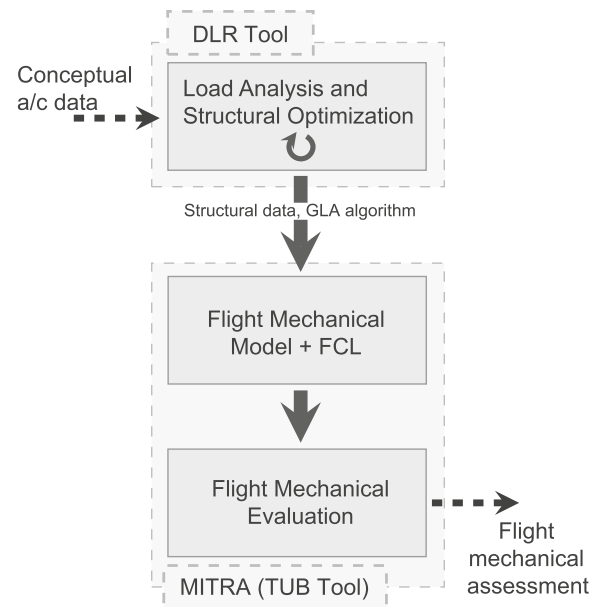 DLR Tool
Conceptual
a/c data
Load Analysis and
Structural Optimization
Structural data, GLA algorithm
Flight Mechanical
Model + FCL
Flight Mechanical
Evaluation
Flight
mechanical
assessment
MITRA (TUB Tool)